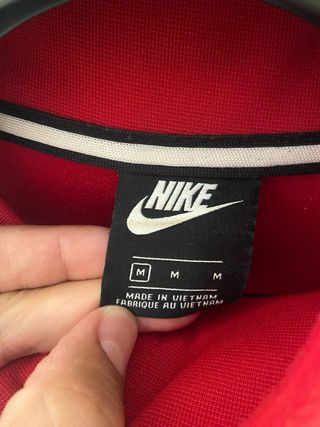 NIKE
M M M
MADE IN VIETNAM
FABRIQUE AU VIETNAM